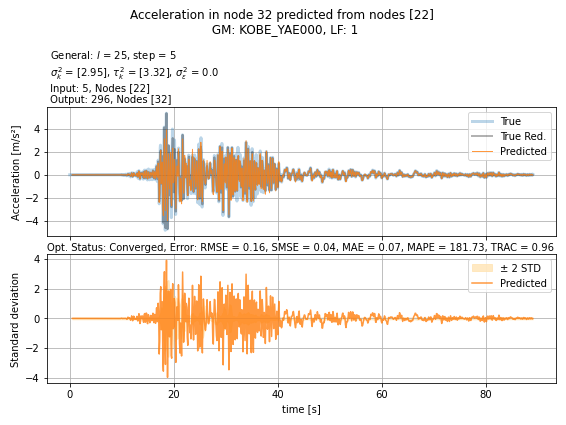 Acceleration in node 32 predicted from nodes [22]
GM: KOBE_YAE000, LF: 1
General: l = 25, step = 5
σ²ₖ = [2.95], τ²ₖ = [3.32], σ²ε = 0.0
Input: 5, Nodes [22]
Output: 296, Nodes [32]
Acceleration [m/s²]
4
2
0
−2
−4
True
True Red.
Predicted
Opt. Status: Converged, Error: RMSE = 0.16, SMSE = 0.04, MAE = 0.07, MAPE = 181.73, TRAC = 0.96
Standard deviation
4
2
0
−2
−4
± 2 STD
Predicted
0 20 40 60 80
time [s]